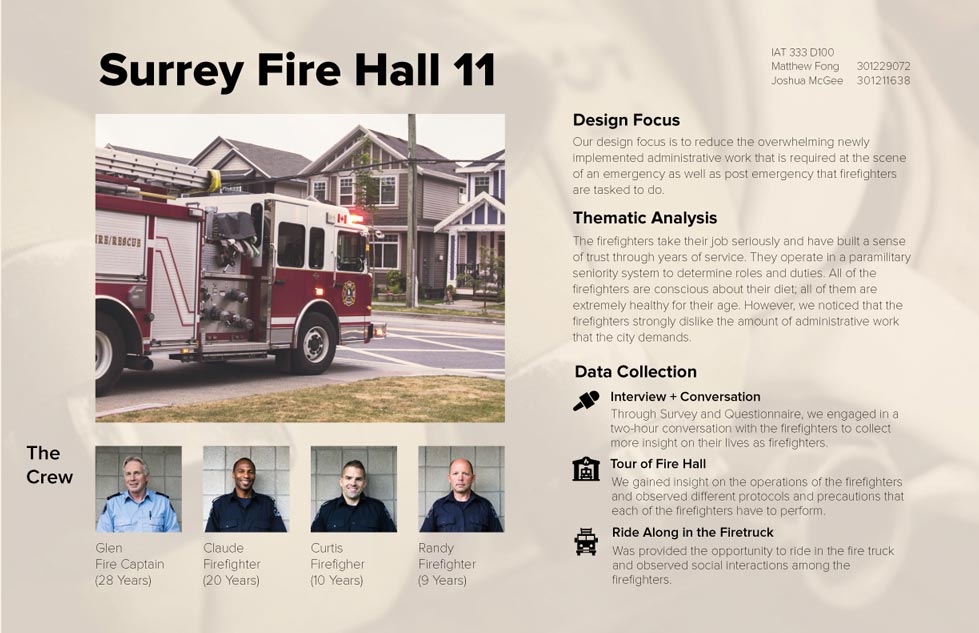 Surrey Fire Hall 11
IAT 333 D100
Matthew Fong 301229072
Joshua McGee 301211638
RE/RESCUE
The
Crew
Glen
Fire Captain
(28 Years)
Claude
Firefighter
(20 Years)
Curtis
Firefigher
(10 Years)
Randy
Firefighter
(9 Years)
Design Focus
Our design focus is to reduce the overwhelming newly
implemented administrative work that is required at the scene
of an emergency as well as post emergency that firefighters
are tasked to do.
Thematic Analysis
The firefighters take their job seriously and have built a sense
of trust through years of service. They operate in a paramilitary
seniority system to determine roles and duties. All of the
firefighters are conscious about their diet; all of them are
extremely healthy for their age. However, we noticed that the
firefighters strongly dislike the amount of administrative work
that the city demands.
Data Collection
Interview + Conversation
Through Survey and Questionnaire, we engaged in a
two-hour conversation with the firefighters to collect
more insight on their lives as firefighters.
Tour of Fire Hall
We gained insight on the operations of the firefighters
and observed different protocols and precautions that
each of the firefighters have to perform.
Ride Along in the Firetruck
Was provided the opportunity to ride in the fire truck
and observed social interactions among the
firefighters.